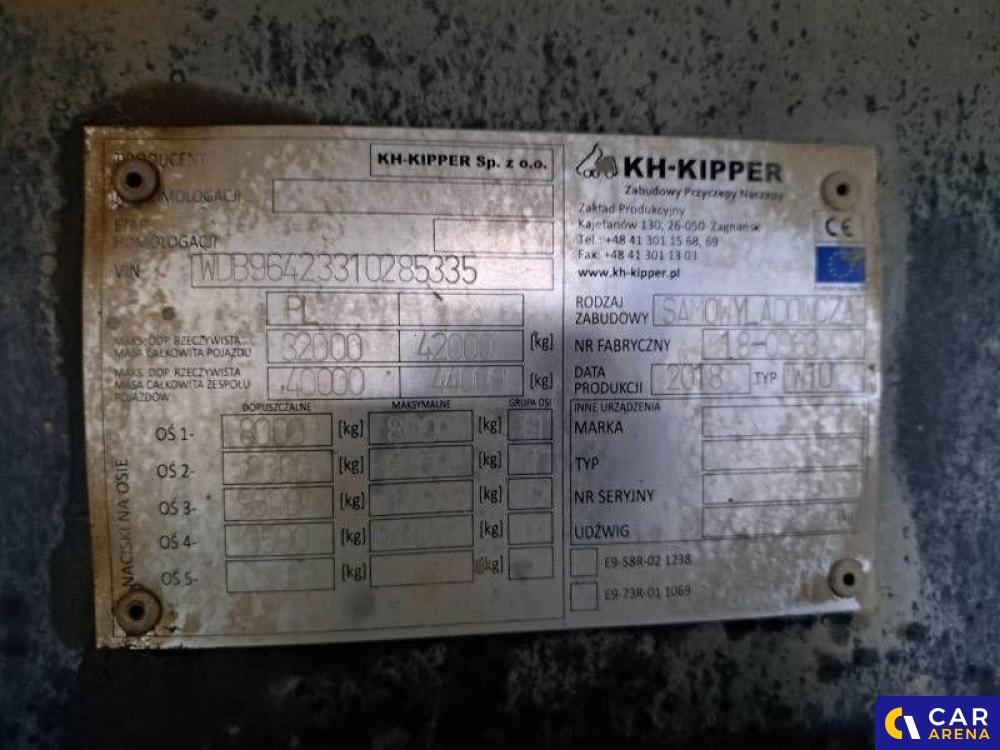 PRODUCENT
KH-KIPPER Sp. z o.o.
HOMOLOGACJI
ETAP
HOMOLOGACJI
VIN
WDB96423310285335
PL
MAKS. DOP. RZECZYWISTA
MASA CAŁKOWITA POJAZDU
32000
42000
[kg]
MAKS. DOP. RZECZYWISTA
MASA CAŁKOWITA ZESPOŁU
POJAZDÓW
40000
[kg]
DOPUSZCZALNE
MAKSYMALNE
GRUPA OSI
NACISKI NA OSIE
OŚ 1-
8000
[kg]
[kg]
OŚ 2-
[kg]
[kg]
OŚ 3-
[kg]
[kg]
OŚ 4-
[kg]
[kg]
OŚ 5-
[kg]
[kg]
KH-KIPPER
Zabudowy Przyczepy Naczepy
Zakład Produkcyjny
Kajetanów 130, 26-050 Zagnańsk
Tel.: +48 41 301 15 68, 69
Fax: +48 41 301 13 03
www.kh-kipper.pl
CE
RODZAJ
ZABUDOWY
SAMOWYŁADOWCZA
NR FABRYCZNY
DATA
PRODUKCJI
2018
TYP
W1U
INNE URZĄDZENIA
MARKA
TYP
NR SERYJNY
UDŹWIG
E9-58R-02 1238
E9-73R-01 1069
CAR
ARENA